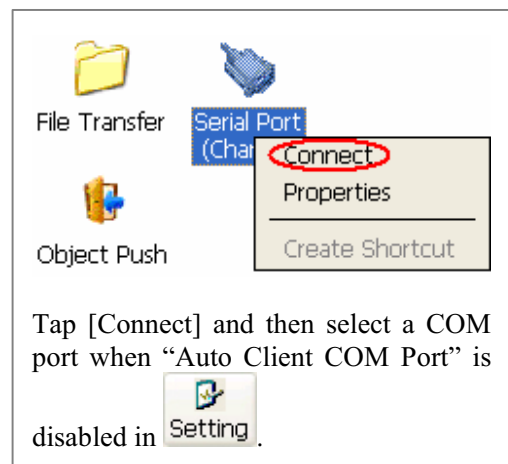 File Transfer
Serial Port
(Char
Connect
Properties
Create Shortcut
Object Push
Tap [Connect] and then select a COM
port when “Auto Client COM Port” is
disabled in Setting.